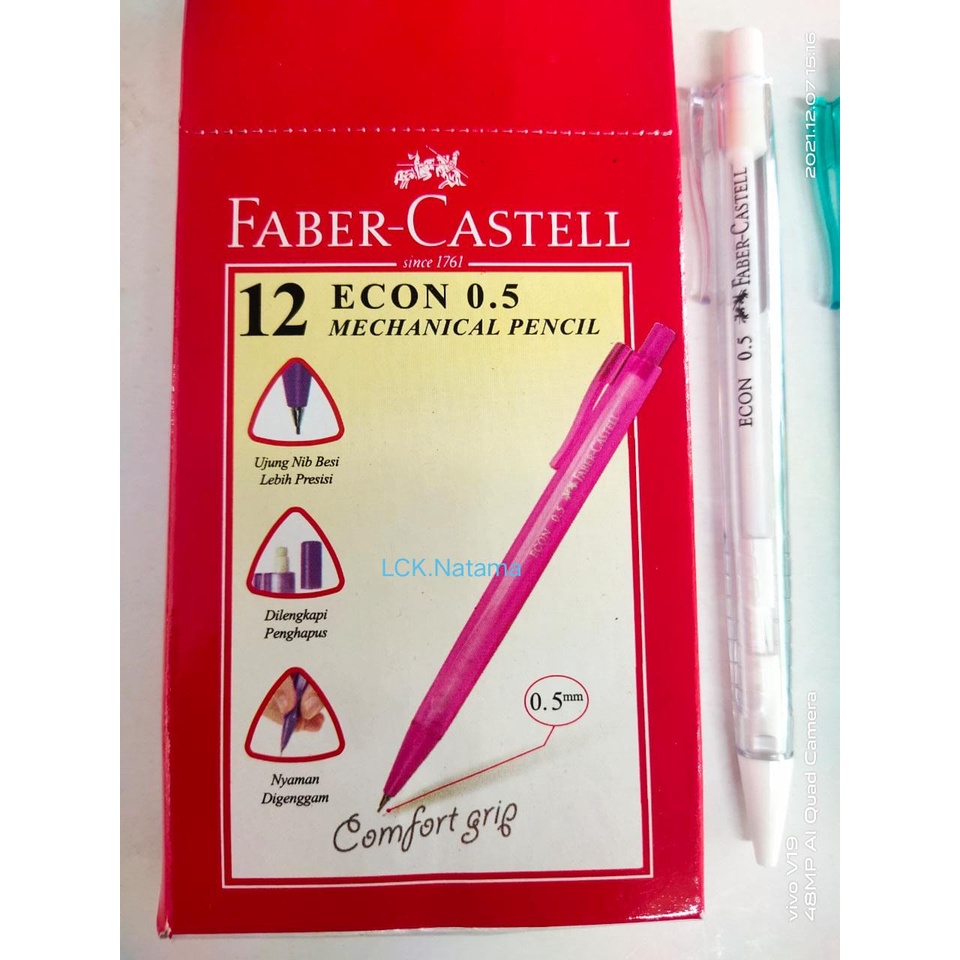 FABER-CASTELL
since 1761
12 ECON 0.5
MECHANICAL PENCIL
Ujung Nib Besi
Lebih Presisi
Dilengkapi
Penghapus
Nyaman
Digenggam
ECON 0.5 FABER-CASTELL
LCK.Natama
0.5mm
Comfort grip
ECON 0.5 FABER-CASTELL
2021.12.07 15:16
vivo V19
48MP AI Quad Camera